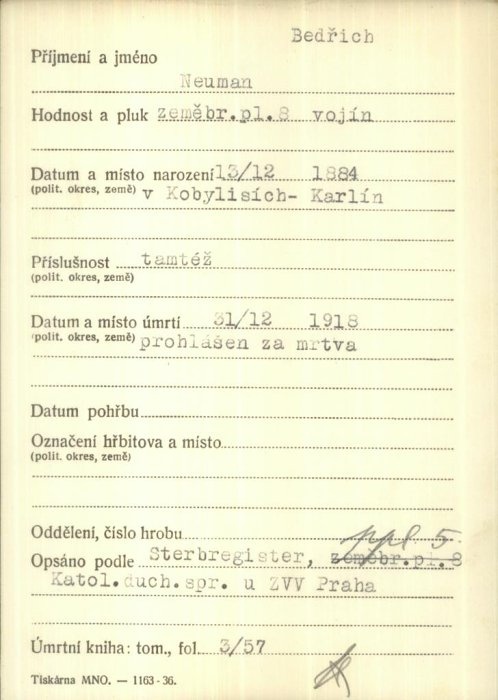 Bedřich
Příjmení a jméno
Neuman
Hodnost a pluk zeměbr.pl.8 vojín
Datum a místo narození 13/12 1884
(polit. okres, země) v Kobylisích- Karlín
Příslušnost tamtéž
(polit. okres, země)
Datum a místo úmrtí 31/12 1918
(polit. okres, země) prohlášen za mrtva
Datum pohřbu
Označení hřbitova a místo
(polit. okres, země)
Oddělení, číslo hrobu
ppl 5
Opsáno podle Sterbregister, zeměbr.pl.8
Katol.duch.spr. u ZVV Praha
Úmrtní kniha: tom., fol. 3/57
Tiskárna MNO. — 1163-36.